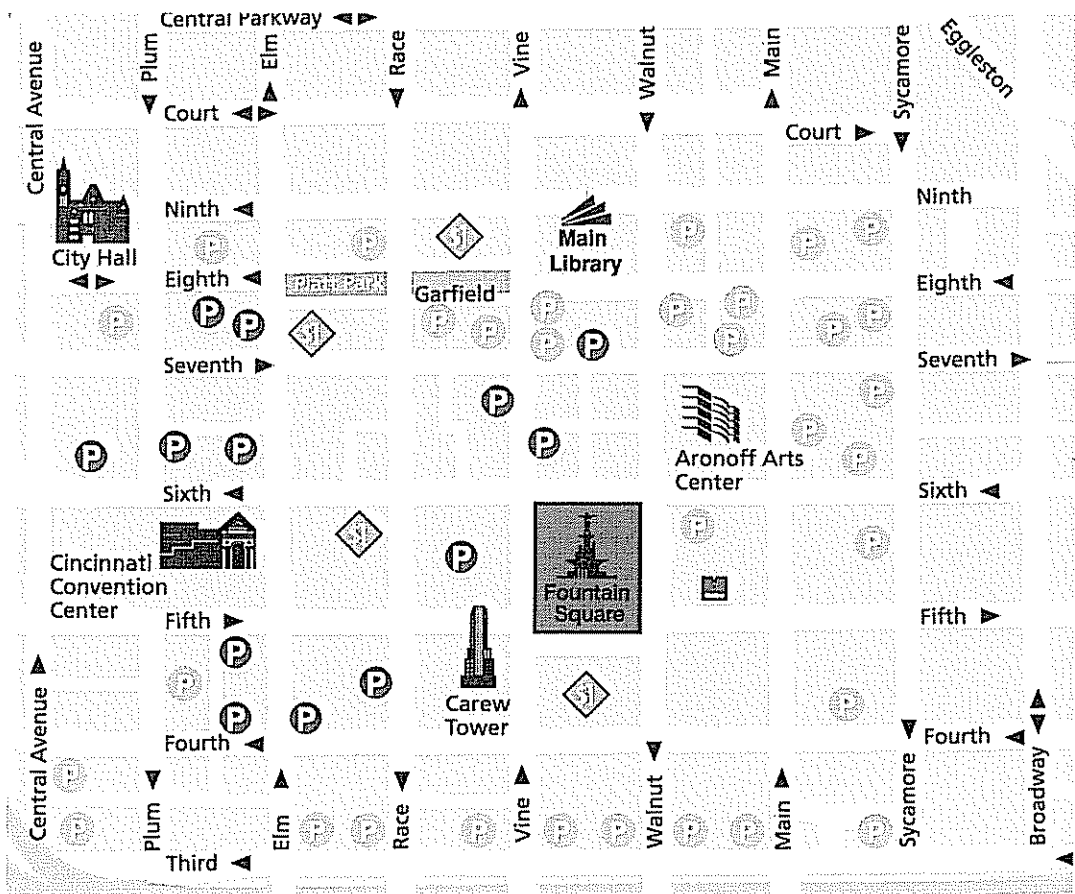 Central Parkway
Central Avenue
Plum
Elm
Race
Vine
Walnut
Main
Sycamore
Eggleston
Court
Court
Ninth
Ninth
City Hall
Main
Library
P
P
P
P
P
Eighth
Piatt Park
Garfield
Eighth
P
P
P
P
P
P
P
P
P
P
P
P
P
P
Seventh
Seventh
P
P
P
P
P
P
P
P
P
Aronoff Arts
Center
Sixth
Sixth
Cincinnati
Convention
Center
P
P
P
Fountain
Square
Fifth
Fifth
P
P
P
P
P
P
Carew
Tower
Fourth
Fourth
Central Avenue
Plum
Elm
Race
Vine
Walnut
Main
Sycamore
Broadway
P
P
P
P
P
P
P
P
P
P
Third